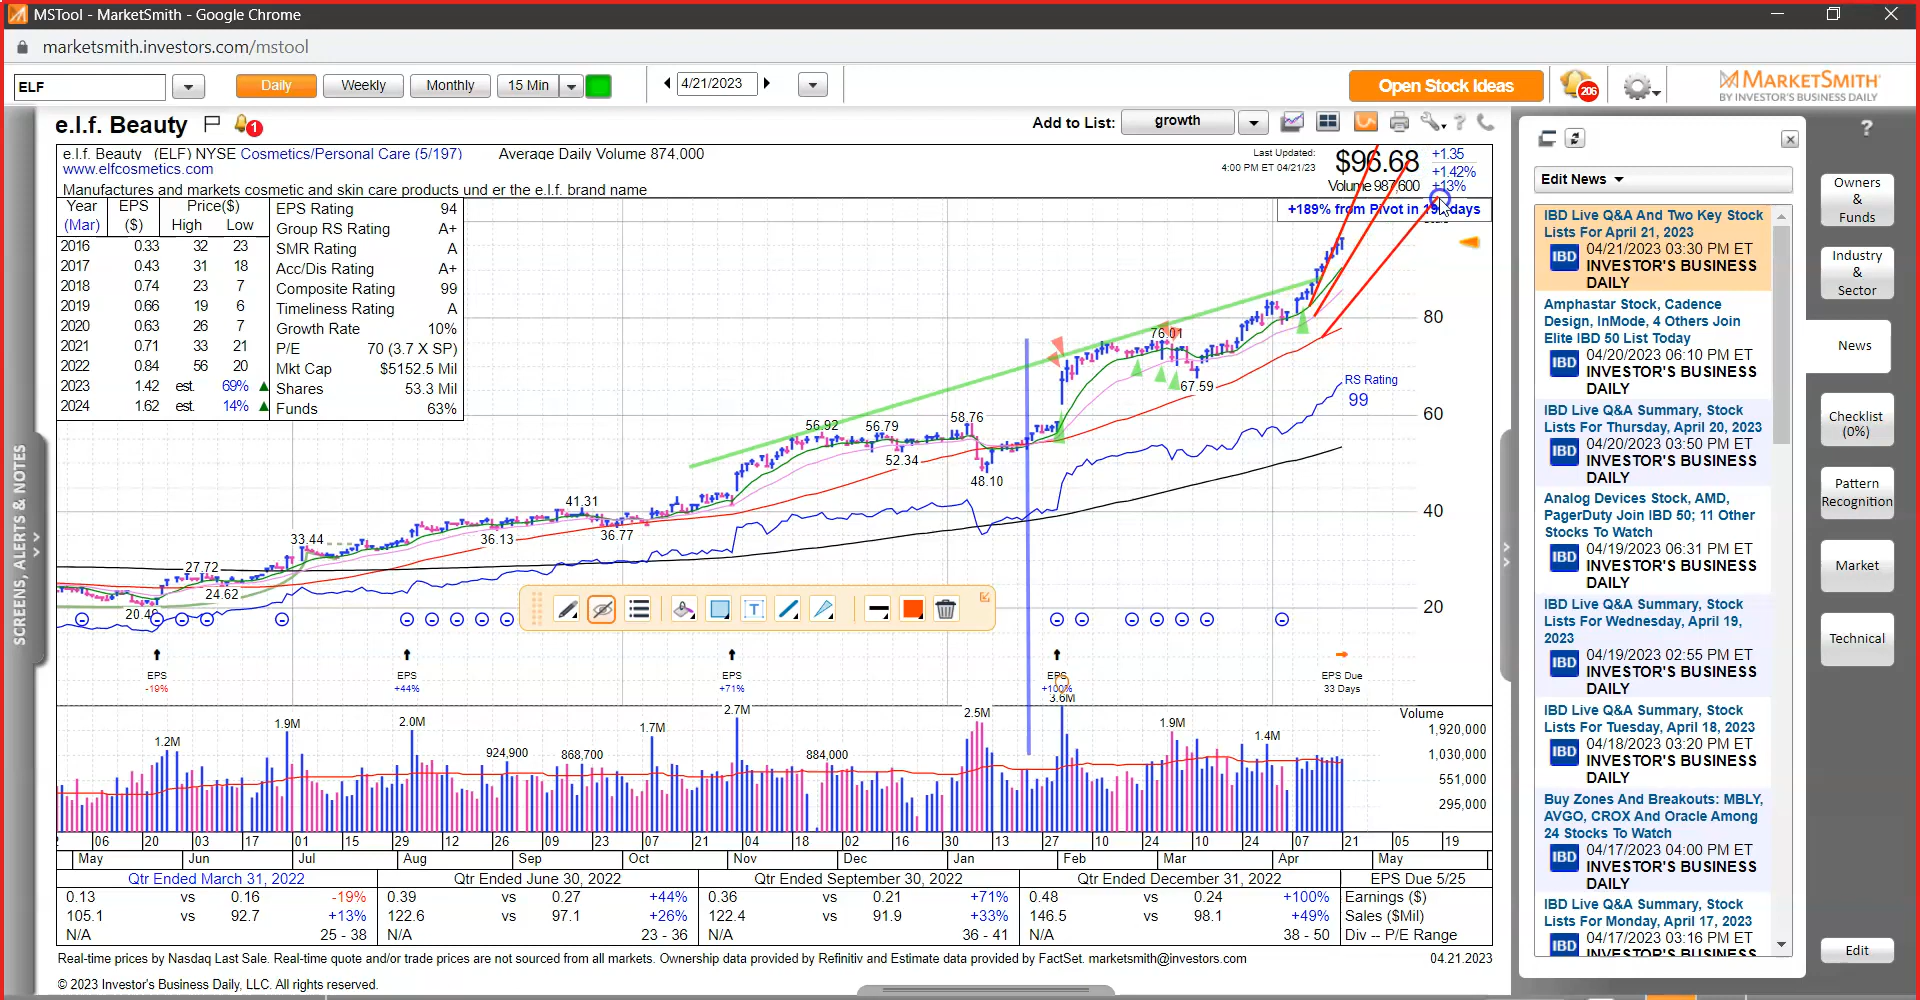 MSTool - MarketSmith - Google Chrome
marketsmith.investors.com/mstool
ELF
Daily
Weekly
Monthly
15 Min
4/21/2023
Open Stock Ideas
206
MARKETSMITH
BY INVESTOR'S BUSINESS DAILY
e.l.f. Beauty
1
Add to List:
growth
?
e.l.f. Beauty (ELF) NYSE Cosmetics/Personal Care (5/197) Average Daily Volume 874,000
www.elfcosmetics.com
Manufactures and markets cosmetic and skin care products und er the e.l.f. brand name
Last Updated:
4:00 PM ET 04/21/23
$96.68
Volume 987,600
+1.35
+1.42%
+13%
+189% from Pivot in 19 days
Year EPS Price($)
(Mar) ($) High Low
2016 0.33 32 23
2017 0.43 31 18
2018 0.74 23 7
2019 0.66 19 6
2020 0.63 26 7
2021 0.71 33 21
2022 0.84 56 20
2023 1.42 est. 69%
2024 1.62 est. 14%
EPS Rating 94
Group RS Rating A+
SMR Rating A
Acc/Dis Rating A+
Composite Rating 99
Timeliness Rating A
Growth Rate 10%
P/E 70 (3.7 X SP)
Mkt Cap $5152.5 Mil
Shares 53.3 Mil
Funds 63%
80
60
40
20
76.01
67.59
RS Rating
99
58.76
56.92
56.79
52.34
48.10
41.31
36.77
36.13
33.44
27.72
24.62
20.49
T
EPS
-19%
EPS
+44%
EPS
+71%
EPS
+100%
EPS Due
33 Days
Volume
1,920,000
1,030,000
551,000
295,000
1.2M
1.9M
2.0M
924,900
868,700
1.7M
2.7M
884,000
2.5M
3.6M
1.9M
1.4M
06 20 03 17 01 15 29 12 26 09 23 07 21 04 18 02 16 30 13 27 10 24 10 24 07 21 05 19
May Jun Jul Aug Sep Oct Nov Dec Jan Feb Mar Apr May
Qtr Ended March 31, 2022 Qtr Ended June 30, 2022 Qtr Ended September 30, 2022 Qtr Ended December 31, 2022 EPS Due 5/25
0.13 vs 0.16 -19% 0.39 vs 0.27 +44% 0.36 vs 0.21 +71% 0.48 vs 0.24 +100% Earnings ($)
105.1 vs 92.7 +13% 122.6 vs 97.1 +26% 122.4 vs 91.9 +33% 146.5 vs 98.1 +49% Sales ($Mil)
N/A 25 - 38 N/A 23 - 36 N/A 36 - 41 N/A 38 - 50 Div -- P/E Range
Real-time prices by Nasdaq Last Sale. Real-time quote and/or trade prices are not sourced from all markets. Ownership data provided by Refinitiv and Estimate data provided by FactSet. marketsmith@investors.com
04.21.2023
© 2023 Investor's Business Daily, LLC. All rights reserved.
SCREENS, ALERTS & NOTES
Edit News
IBD Live Q&A And Two Key Stock
Lists For April 21, 2023
IBD
04/21/2023 03:30 PM ET
INVESTOR'S BUSINESS
DAILY
Amphastar Stock, Cadence
Design, InMode, 4 Others Join
Elite IBD 50 List Today
IBD
04/20/2023 06:10 PM ET
INVESTOR'S BUSINESS
DAILY
IBD Live Q&A Summary, Stock
Lists For Thursday, April 20, 2023
IBD
04/20/2023 03:50 PM ET
INVESTOR'S BUSINESS
DAILY
Analog Devices Stock, AMD,
PagerDuty Join IBD 50; 11 Other
Stocks To Watch
IBD
04/19/2023 06:31 PM ET
INVESTOR'S BUSINESS
DAILY
IBD Live Q&A Summary, Stock
Lists For Wednesday, April 19,
2023
IBD
04/19/2023 02:55 PM ET
INVESTOR'S BUSINESS
DAILY
IBD Live Q&A Summary, Stock
Lists For Tuesday, April 18, 2023
IBD
04/18/2023 03:20 PM ET
INVESTOR'S BUSINESS
DAILY
Buy Zones And Breakouts: MBLY,
AVGO, CROX And Oracle Among
24 Stocks To Watch
IBD
04/17/2023 04:00 PM ET
INVESTOR'S BUSINESS
DAILY
IBD Live Q&A Summary, Stock
Lists For Monday, April 17, 2023
IBD
04/17/2023 03:16 PM ET
INVESTOR'S BUSINESS
?
Owners
&
Funds
Industry
&
Sector
News
Checklist
(0%)
Pattern
Recognition
Market
Technical
Edit